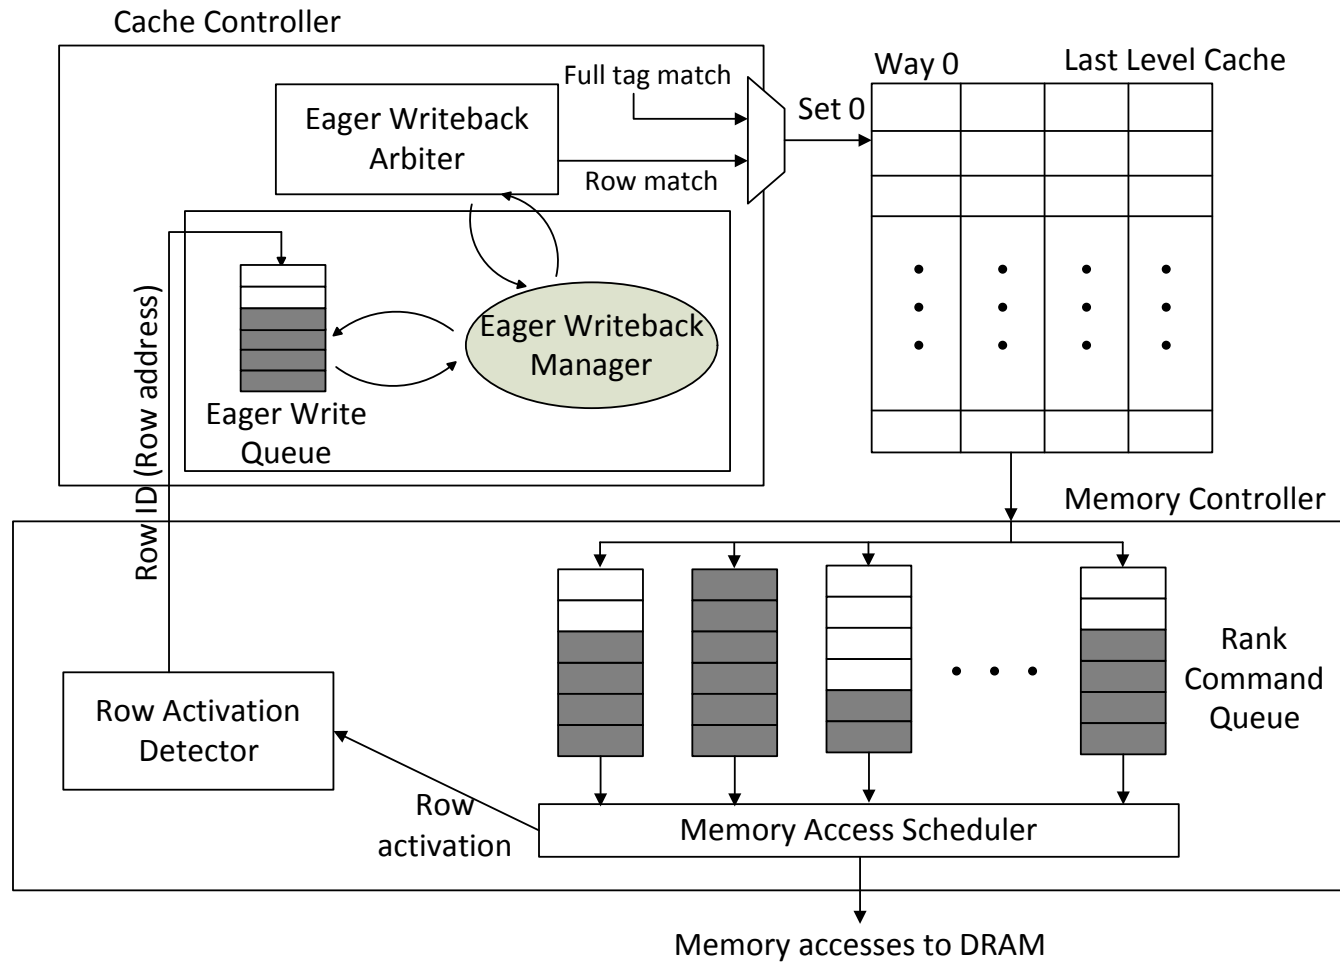 Cache Controller
Full tag match
Way 0
Last Level Cache
Eager Writeback
Arbiter
Set 0
Row match
Eager Writeback
Manager
Eager Write
Queue
Row ID (Row address)
Memory Controller
Rank
Command
Queue
Row Activation
Detector
Row
activation
Memory Access Scheduler
Memory accesses to DRAM